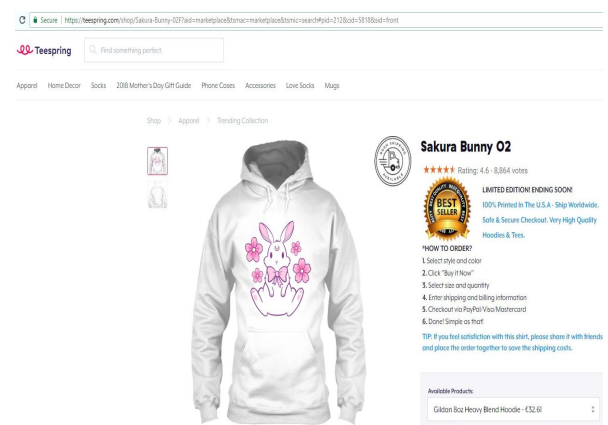 Secure | https://teespring.com/shop/Sakura-Bunny-02F?aid=marketplace&tsmac=marketplace&tsmic=search#pid=212&cid=5818&sid=front
Teespring
Find something perfect
Apparel Home Decor Socks 2018 Mother's Day Gift Guide Phone Cases Accessories Love Socks Mugs
Shop > Apparel > Trending Collection
Sakura Bunny 02
Rating: 4.6 - 8,864 votes
BEST
SELLER
LIMITED EDITION! ENDING SOON!
100% Printed In The U.S.A - Ship Worldwide.
Safe & Secure Checkout. Very High Quality
Hoodies & Tees.
*HOW TO ORDER?
1. Select style and color
2. Click "Buy it Now"
3. Select size and quantity
4. Enter shipping and billing information
5. Checkout via PayPal/Visa/Mastercard
6. Done! Simple as that!
TIP: If you feel satisfiction with this shirt, please share it with friends
and place the order together to save the shipping costs.
Available Products:
Gildan 8oz Heavy Blend Hoodie - €32.61